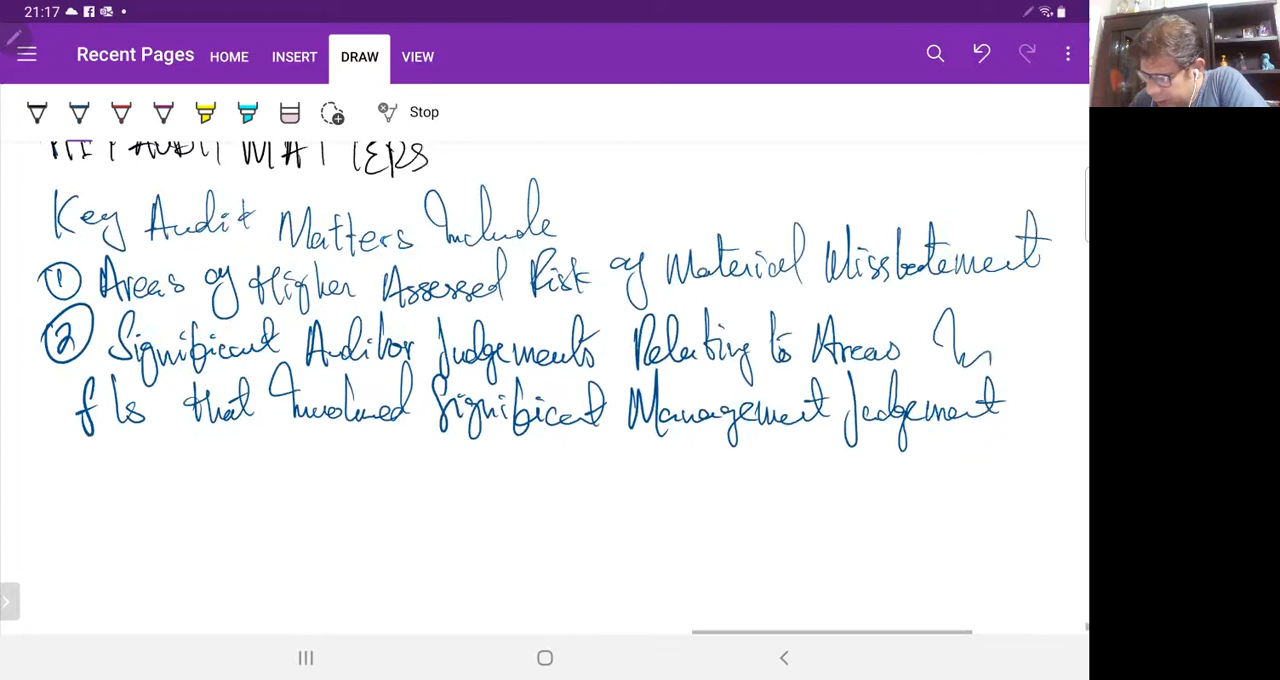 21:17
Recent Pages HOME INSERT DRAW VIEW
Stop
KEY AUDIT MATTERS
Key Audit Matters Include
① Areas of Higher Assessed Risk of Material Misstatement
② Significant Auditor Judgements Relating to Areas In
f/s that Involved Significant Management Judgement